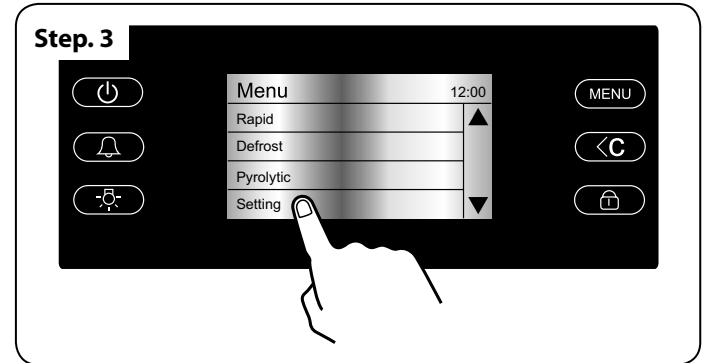 Step. 3
Menu 12:00
MENU
Rapid
Defrost
<C
Pyrolytic
Setting